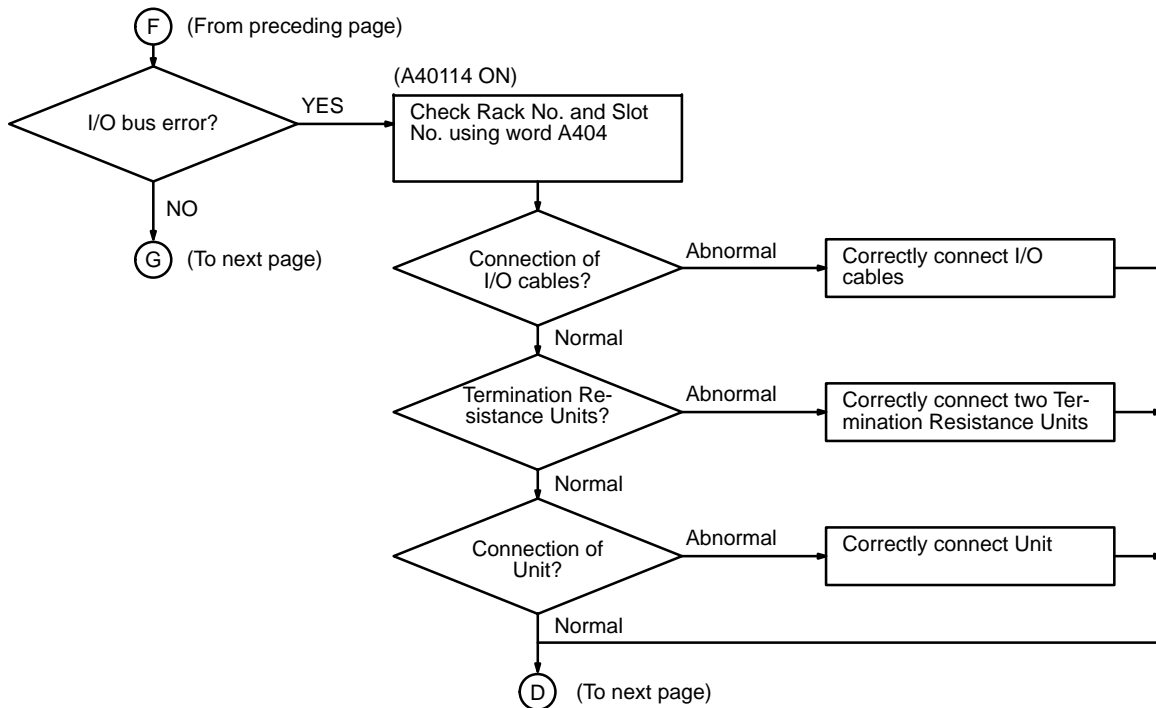 F (From preceding page)
(A40114 ON)
I/O bus error?
YES
Check Rack No. and Slot
No. using word A404
NO
G (To next page)
Connection of
I/O cables?
Abnormal
Correctly connect I/O
cables
Normal
Termination Re-
sistance Units?
Abnormal
Correctly connect two Ter-
mination Resistance Units
Normal
Connection of
Unit?
Abnormal
Correctly connect Unit
Normal
D (To next page)